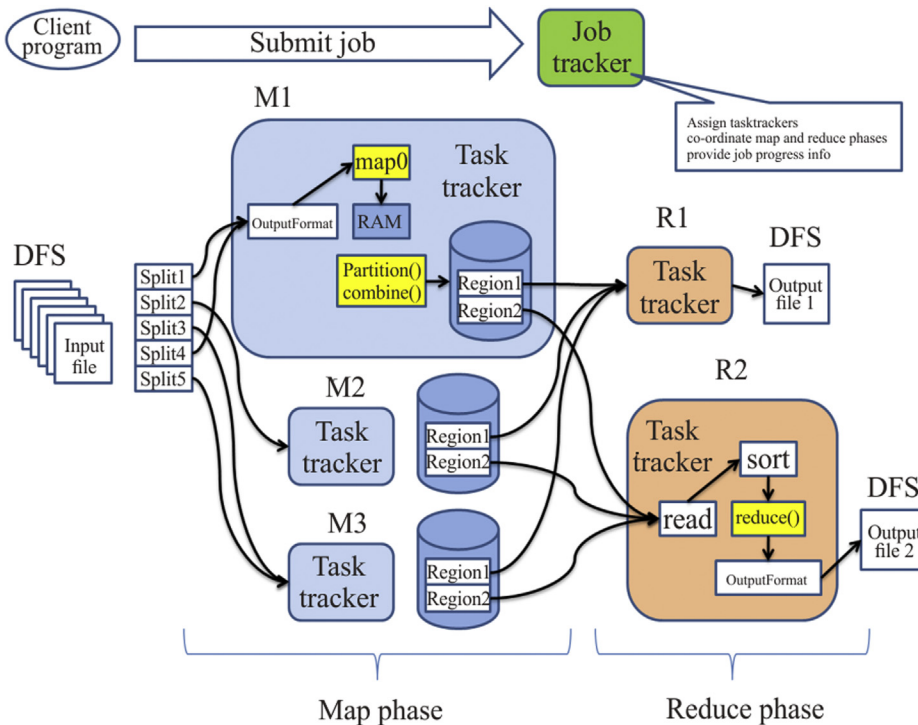 Client
program
Submit job
Job
tracker
Assign tasktrackers
co-ordinate map and reduce phases
provide job progress info
M1
Task
tracker
map0
OutputFormat
RAM
Partition()
combine()
Region1
Region2
DFS
Input
file
Split1
Split2
Split3
Split4
Split5
M2
Task
tracker
Region1
Region2
M3
Task
tracker
Region1
Region2
R1
Task
tracker
DFS
Output
file 1
R2
Task
tracker
sort
read
reduce()
OutputFormat
DFS
Output
file 2
Map phase
Reduce phase